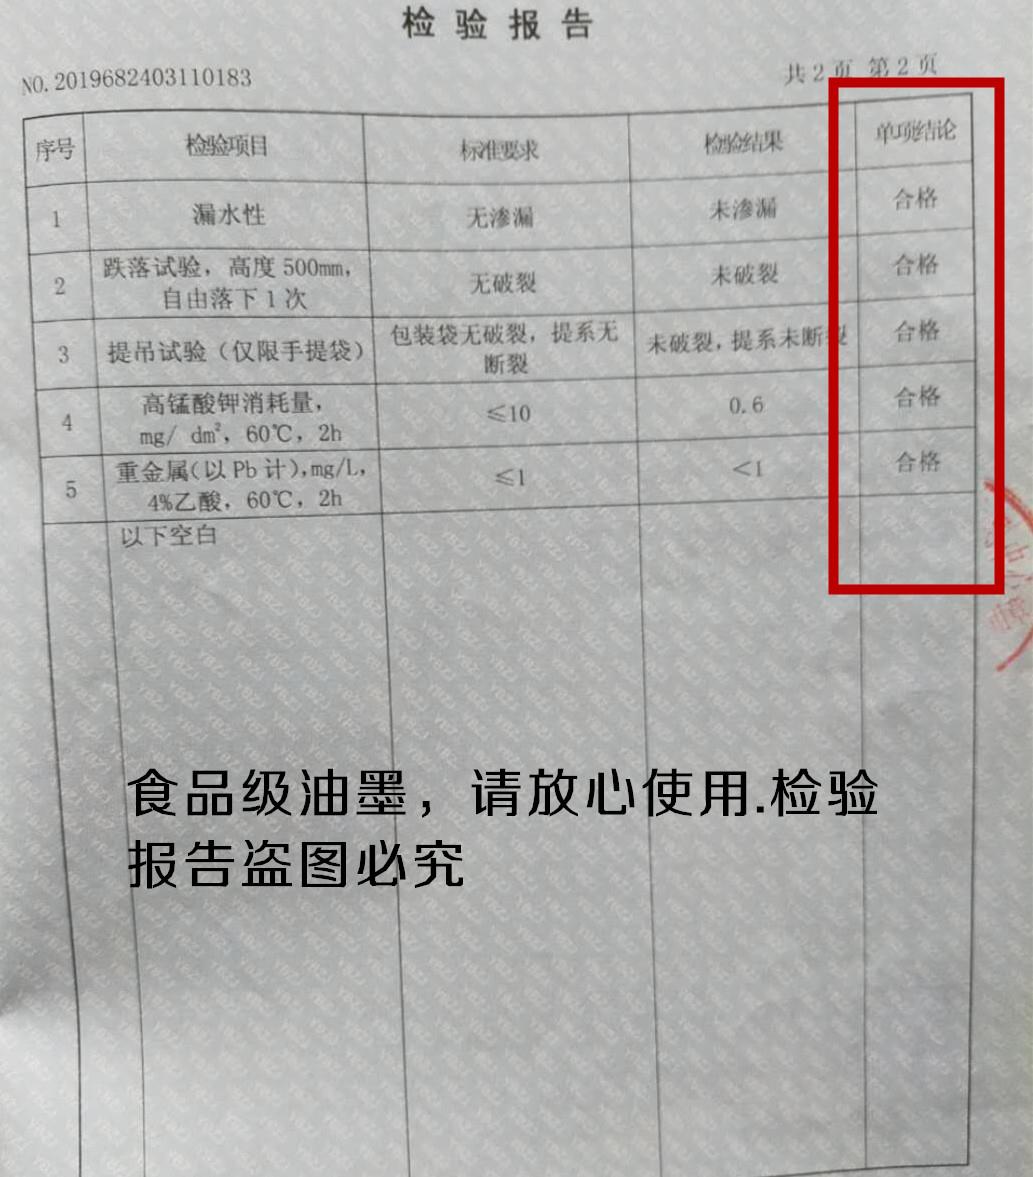 检验报告
NO.2019682403110183
共2页 第2页
序号 检验项目 标准要求 检验结果 单项结论
1 漏水性 无渗漏 未渗漏 合格
2 跌落试验，高度500mm，自由落下1次 无破裂 未破裂 合格
3 提吊试验（仅限手提袋） 包装袋无破裂，提系无断裂 未破裂，提系未断裂 合格
4 高锰酸钾消耗量，mg/ dm²，60℃，2h ≤10 0.6 合格
5 重金属(以Pb计),mg/L，4%乙酸，60℃，2h ≤1 <1 合格
以下空白
食品级油墨，请放心使用.检验
报告盗图必究